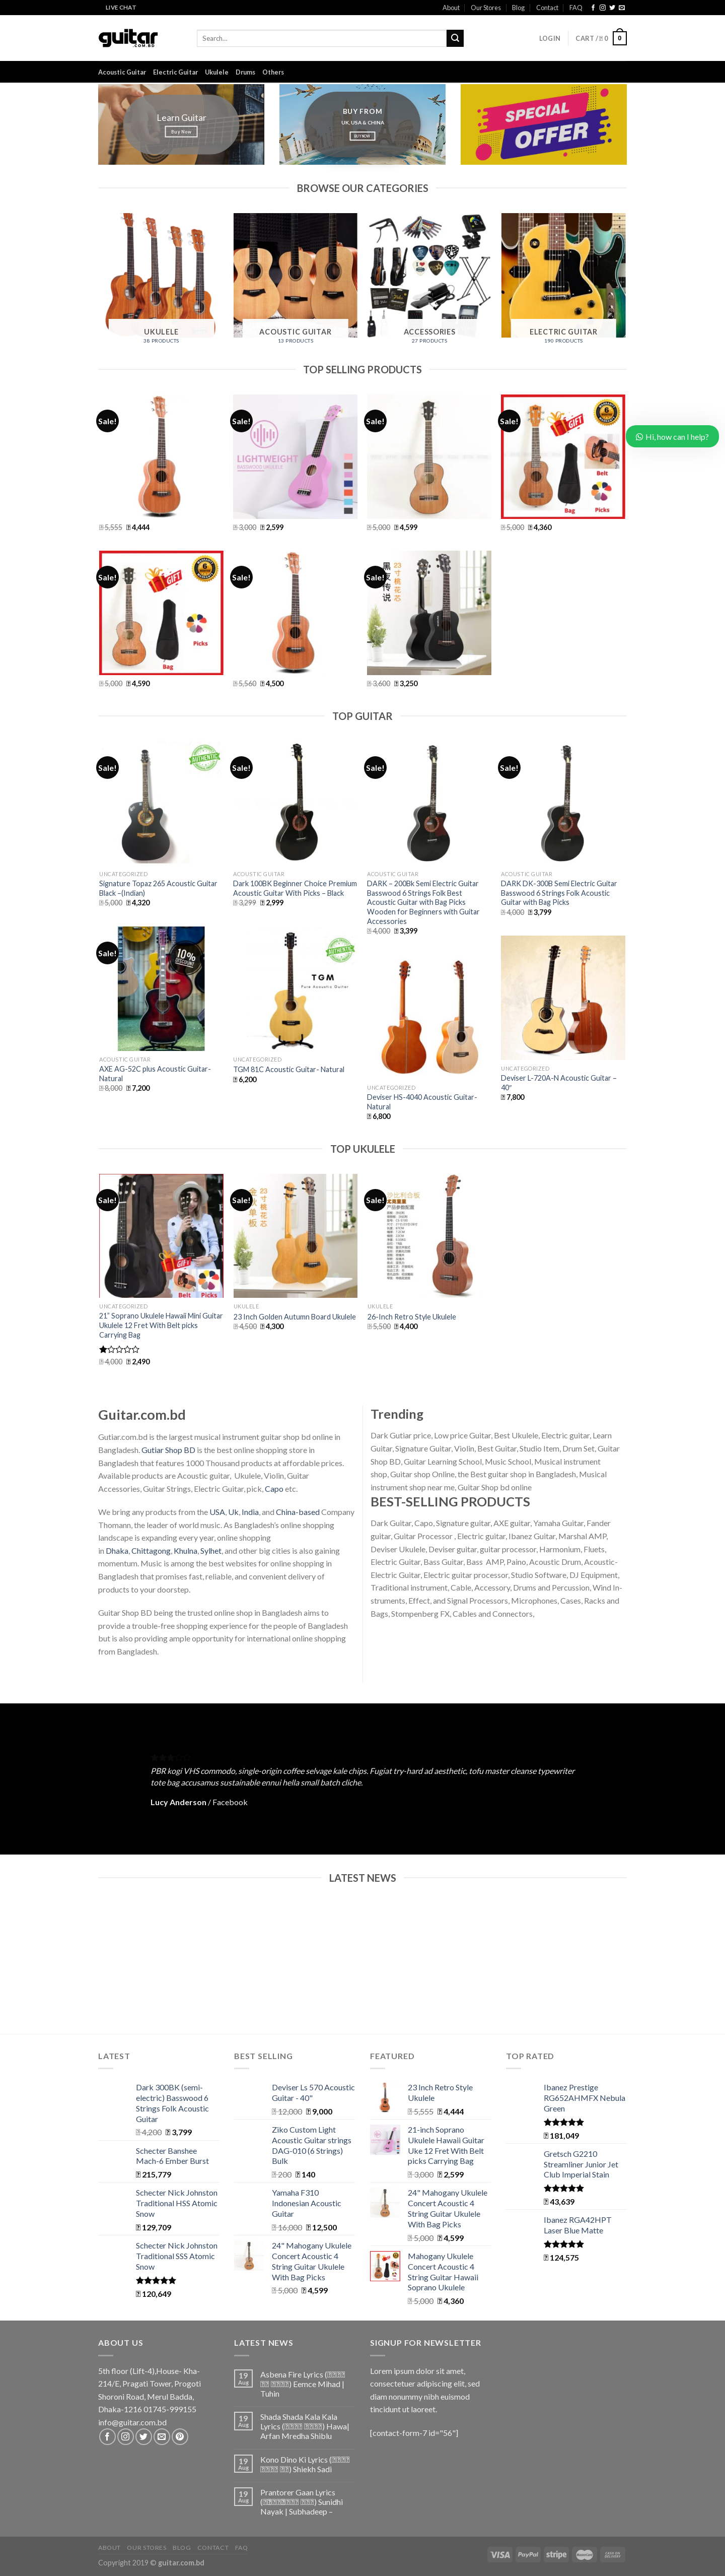 LIVE CHAT
About
Our Stores
Blog
Contact
FAQ
guitar
.COM.BD
Search...
LOGIN
CART / 0
0
Acoustic Guitar
Electric Guitar
Ukulele
Drums
Others
Learn Guitar
Buy Now
BUY FROM
UK, USA & CHINA
BUY NOW
SPECIAL
OFFER
BROWSE OUR CATEGORIES
UKULELE
38 PRODUCTS
ACOUSTIC GUITAR
13 PRODUCTS
ACCESSORIES
27 PRODUCTS
ELECTRIC GUITAR
190 PRODUCTS
TOP SELLING PRODUCTS
Hi, how can I help?
Sale!
5,555 4,444
Sale!
LIGHTWEIGHT
3,000 2,599
Sale!
5,000 4,599
Sale!
GIFT
Belt
Bag
Picks
5,000 4,360
Sale!
GIFT
Bag
Picks
5,000 4,590
Sale!
5,560 4,500
Sale!
23寸桃花芯
黑灰传说
3,600 3,250
TOP GUITAR
Sale!
AUTHENTIC
UNCATEGORIZED
Signature Topaz 265 Acoustic Guitar
Black –(Indian)
5,000 4,320
Sale!
ACOUSTIC GUITAR
Dark 100BK Beginner Choice Premium
Acoustic Guitar With Picks – Black
3,299 2,999
Sale!
ACOUSTIC GUITAR
DARK – 200Bk Semi Electric Guitar
Basswood 6 Strings Folk Best
Acoustic Guitar with Bag Picks
Wooden for Beginners with Guitar
Accessories
4,000 3,399
Sale!
ACOUSTIC GUITAR
DARK DK-300B Semi Electric Guitar
Basswood 6 Strings Folk Acoustic
Guitar with Bag Picks
4,000 3,799
Sale!
10%
DISCOUNT
ACOUSTIC GUITAR
AXE AG-52C plus Acoustic Guitar-
Natural
8,000 7,200
AUTHENTIC
TGM
Pure Acoustic Guitar
UNCATEGORIZED
TGM 81C Acoustic Guitar- Natural
6,200
UNCATEGORIZED
Deviser HS-4040 Acoustic Guitar-
Natural
6,800
UNCATEGORIZED
Deviser L-720A-N Acoustic Guitar –
40″
7,800
TOP UKULELE
Sale!
GIFT
Bag
Picks
UNCATEGORIZED
21” Soprano Ukulele Hawaii Mini Guitar
Ukulele 12 Fret With Belt picks
Carrying Bag
4,000 2,490
Sale!
23寸桃花芯
UKULELE
23 Inch Golden Autumn Board Ukulele
4,500 4,300
Sale!
UKULELE
26-Inch Retro Style Ukulele
5,500 4,400
Guitar.com.bd
Gutiar.com.bd is the largest musical instrument guitar shop bd online in
Bangladesh. Gutiar Shop BD is the best online shopping store in
Bangladesh that features 1000 Thousand products at affordable prices.
Available products are Acoustic guitar, Ukulele, Violin, Guitar
Accessories, Guitar Strings, Electric Guitar, pick, Capo etc.
We bring any products from the USA, Uk, India, and China-based Company
Thomann, the leader of world music. As Bangladesh’s online shopping
landscape is expanding every year, online shopping
in Dhaka, Chittagong, Khulna, Sylhet, and other big cities is also gaining
momentum. Music is among the best websites for online shopping in
Bangladesh that promises fast, reliable, and convenient delivery of
products to your doorstep.
Guitar Shop BD being the trusted online shop in Bangladesh aims to
provide a trouble-free shopping experience for the people of Bangladesh
but is also providing ample opportunity for international online shopping
from Bangladesh.
Trending
Dark Gutiar price, Low price Guitar, Best Ukulele, Electric guitar, Learn
Guitar, Signature Guitar, Violin, Best Guitar, Studio Item, Drum Set, Guitar
Shop BD, Guitar Learning School, Music School, Musical instrument
shop, Guitar shop Online, the Best guitar shop in Bangladesh, Musical
instrument shop near me, Guitar Shop bd online
BEST-SELLING PRODUCTS
Dark Guitar, Capo, Signature guitar, AXE guitar, Yamaha Guitar, Fander
guitar, Guitar Processor , Electric guitar, Ibanez Guitar, Marshal AMP,
Deviser Ukulele, Deviser guitar, guitar processor, Harmonium, Fluets,
Electric Guitar, Bass Guitar, Bass AMP, Paino, Acoustic Drum, Acoustic-
Electric Guitar, Electric guitar processor, Studio Software, DJ Equipment,
Traditional instrument, Cable, Accessory, Drums and Percussion, Wind In-
struments, Effect, and Signal Processors, Microphones, Cases, Racks and
Bags, Stompenberg FX, Cables and Connectors,
PBR kogi VHS commodo, single-origin coffee selvage kale chips. Fugiat try-hard ad aesthetic, tofu master cleanse typewriter
tote bag accusamus sustainable ennui hella small batch cliche.
Lucy Anderson / Facebook
LATEST NEWS
LATEST
Dark 300BK (semi-
electric) Basswood 6
Strings Folk Acoustic
Guitar
4,200 3,799
Schecter Banshee
Mach-6 Ember Burst
215,779
Schecter Nick Johnston
Traditional HSS Atomic
Snow
129,709
Schecter Nick Johnston
Traditional SSS Atomic
Snow
120,649
BEST SELLING
Deviser Ls 570 Acoustic
Guitar - 40"
12,000 9,000
Ziko Custom Light
Acoustic Guitar strings
DAG-010 (6 Strings)
Bulk
200 140
Yamaha F310
Indonesian Acoustic
Guitar
16,000 12,500
24" Mahogany Ukulele
Concert Acoustic 4
String Guitar Ukulele
With Bag Picks
5,000 4,599
FEATURED
23 Inch Retro Style
Ukulele
5,555 4,444
21-inch Soprano
Ukulele Hawaii Guitar
Uke 12 Fret With Belt
picks Carrying Bag
3,000 2,599
24" Mahogany Ukulele
Concert Acoustic 4
String Guitar Ukulele
With Bag Picks
5,000 4,599
Mahogany Ukulele
Concert Acoustic 4
String Guitar Hawaii
Soprano Ukulele
5,000 4,360
TOP RATED
Ibanez Prestige
RG652AHMFX Nebula
Green
181,049
Gretsch G2210
Streamliner Junior Jet
Club Imperial Stain
43,639
Ibanez RGA42HPT
Laser Blue Matte
124,575
ABOUT US
5th floor (Lift-4),House- Kha-
214/E, Pragati Tower, Progoti
Shoroni Road, Merul Badda,
Dhaka-1216 01745-999155
info@guitar.com.bd
LATEST NEWS
19
Aug
Asbena Fire Lyrics (
) Eemce Mihad |
Tuhin
19
Aug
Shada Shada Kala Kala
Lyrics ( ) Hawa|
Arfan Mredha Shiblu
19
Aug
Kono Dino Ki Lyrics (
) Shiekh Sadi
19
Aug
Prantorer Gaan Lyrics
( ) Sunidhi
Nayak | Subhadeep –
SIGNUP FOR NEWSLETTER
Lorem ipsum dolor sit amet,
consectetuer adipiscing elit, sed
diam nonummy nibh euismod
tincidunt ut laoreet.
[contact-form-7 id="56"]
ABOUT
OUR STORES
BLOG
CONTACT
FAQ
Copyright 2019 © guitar.com.bd
VISA
PayPal
stripe
MasterCard
CASH ON DELIVERY